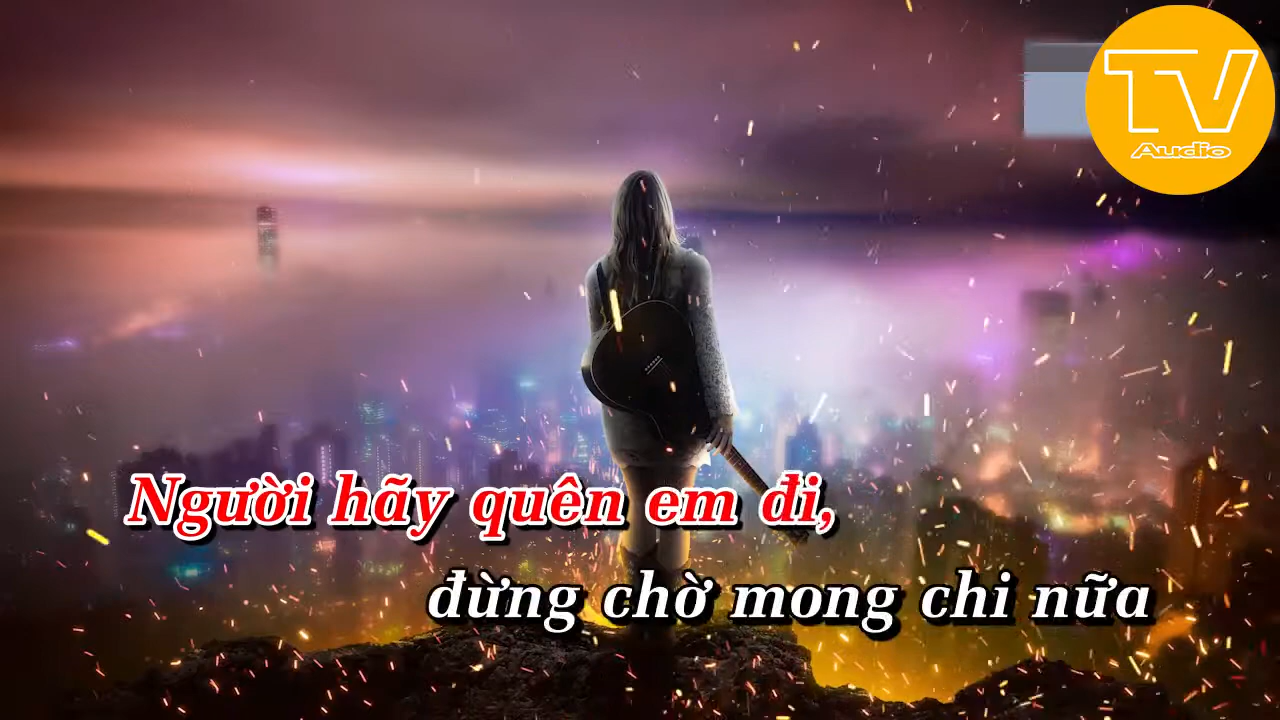 TV
Audio
Người hãy quên em đi,
đừng chờ mong chi nữa